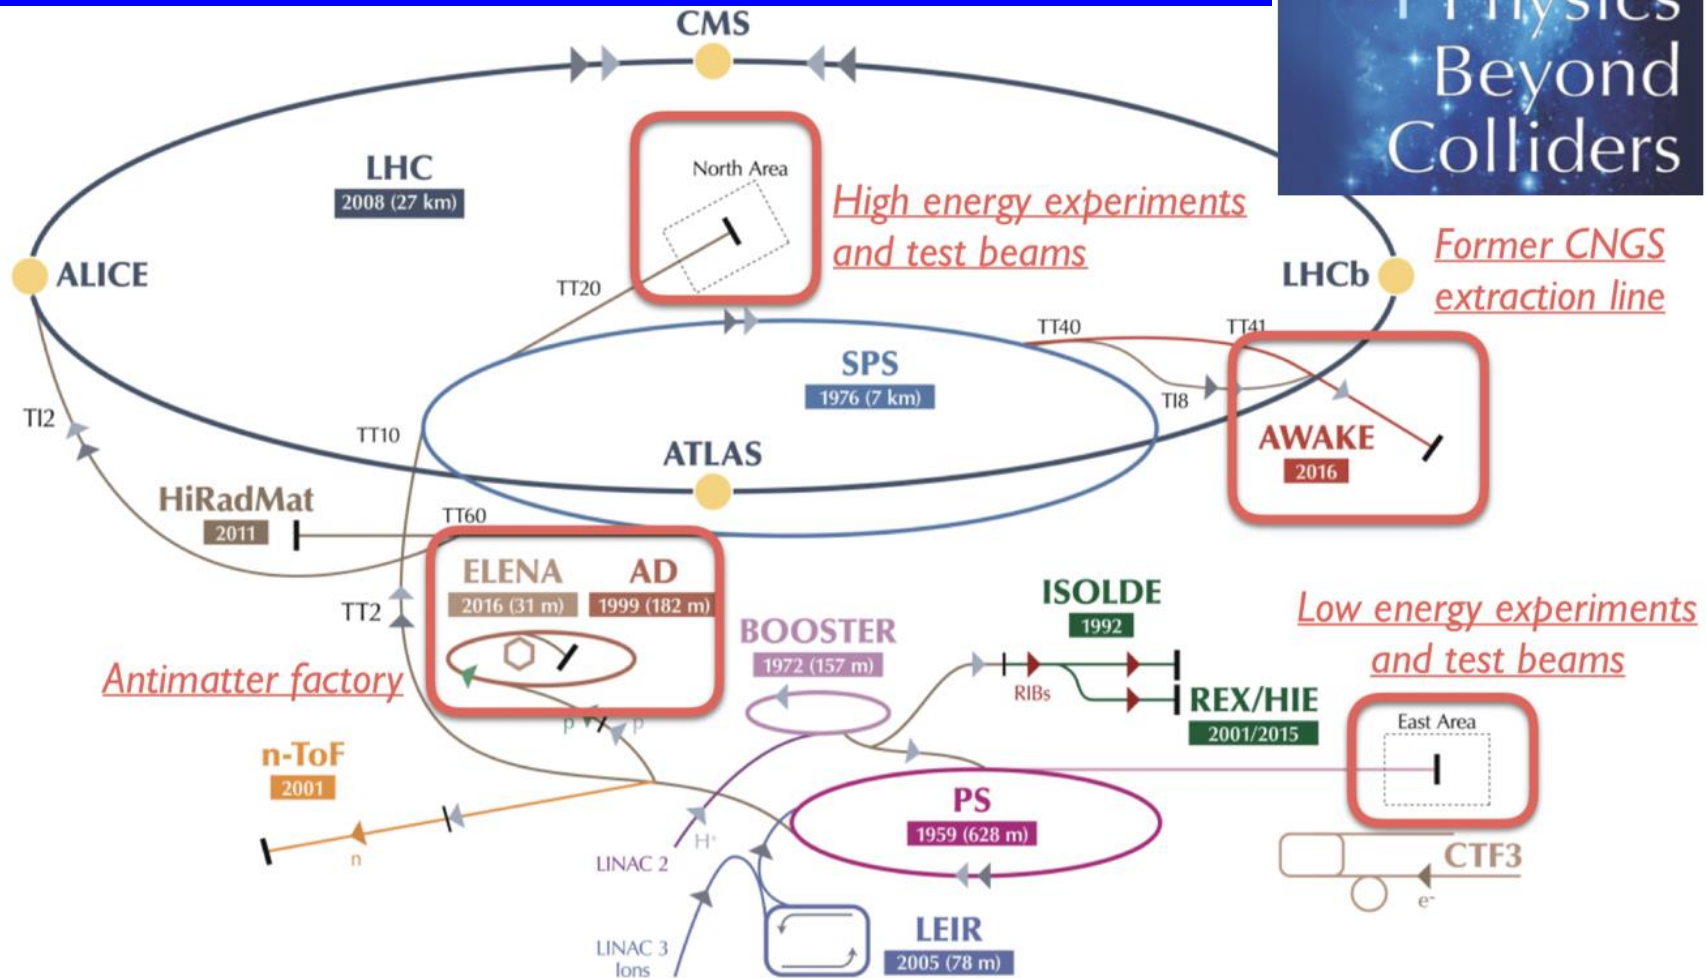 CMS
Physics
Beyond
Colliders
LHC
2008 (27 km)
North Area
High energy experiments
and test beams
Former CNGS
extraction line
ALICE
LHCb
TT20
TT40
TT41
SPS
1976 (7 km)
TI2
TT10
TI8
ATLAS
AWAKE
2016
HiRadMat
2011
TT60
ELENA
2016 (31 m)
AD
1999 (182 m)
TT2
BOOSTER
1972 (157 m)
ISOLDE
1992
Low energy experiments
and test beams
Antimatter factory
RIBs
REX/HIE
2001/2015
p
p
East Area
n-ToF
2001
n
PS
1959 (628 m)
H+
LINAC 2
CTF3
e-
LEIR
2005 (78 m)
LINAC 3
Ions